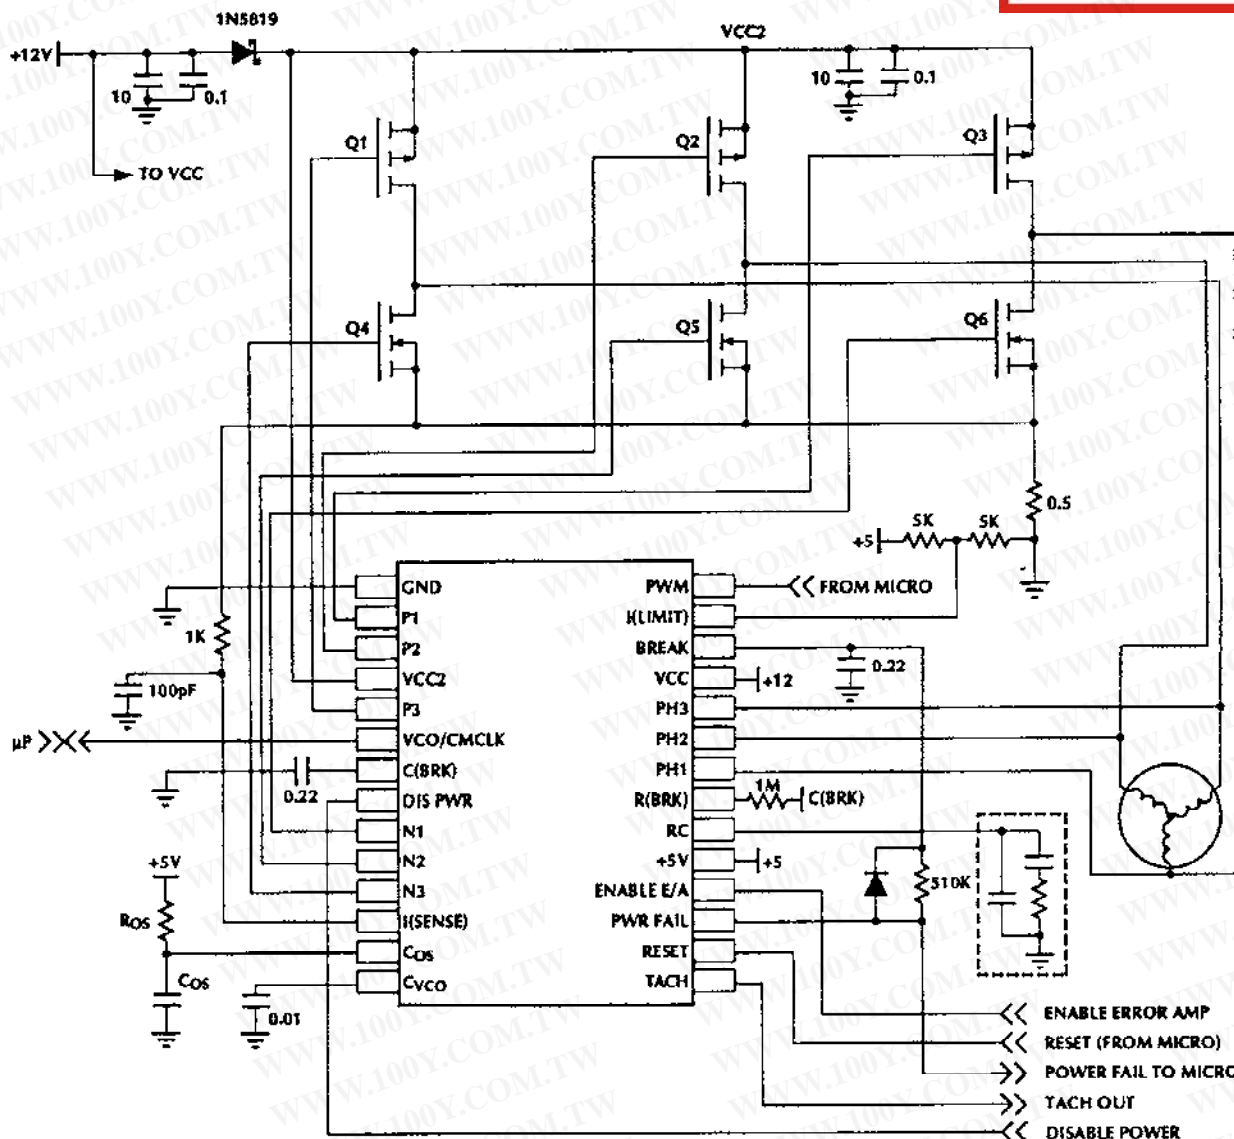 1N5819
VCC2
+12V
10
0.1
10
0.1
Q1
Q2
Q3
TO VCC
Q4
Q5
Q6
0.5
5K
5K
+5
GND
PWM
FROM MICRO
P1
I(LIMIT)
1K
P2
BREAK
0.22
100pF
VCC2
VCC
+12
P3
PH3
µP
VCO/CMCLK
PH2
C(BRK)
PH1
0.22
DIS PWR
R(BRK)
1M
C(BRK)
N1
RC
+5V
N2
+5V
+5
N3
ENABLE E/A
510K
ROS
I(SENSE)
PWR FAIL
COS
RESET
COS
CVCO
TACH
0.01
ENABLE ERROR AMP
RESET (FROM MICRO)
POWER FAIL TO MICRO
TACH OUT
DISABLE POWER
WWW.100Y.COM.TW